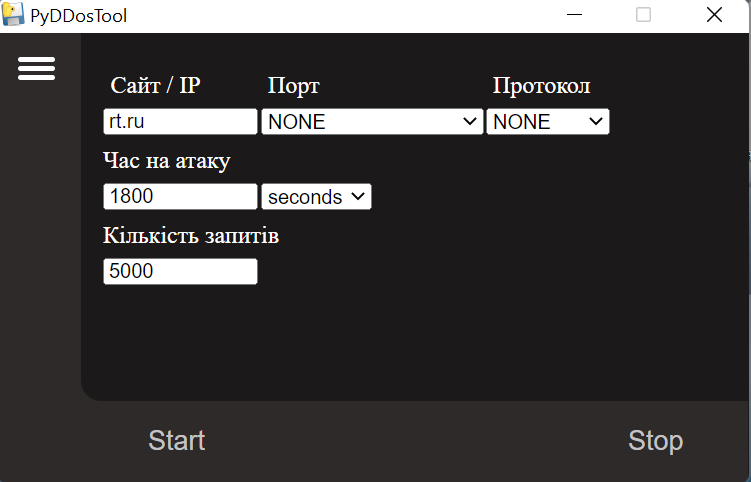 PyDDosTool
Сайт / IP Порт Протокол
rt.ru NONE NONE
Час на атаку
1800 seconds
Кількість запитів
5000
Start Stop